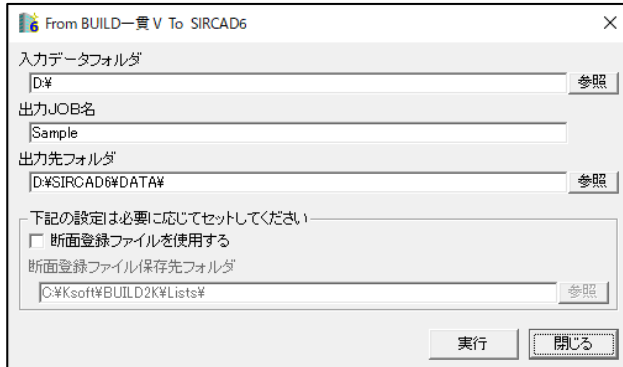 From BUILD一貫Ⅴ To SIRCAD6
入力データフォルダ
D:¥
参照
出力JOB名
Sample
出力先フォルダ
D:¥SIRCAD6¥DATA¥
参照
下記の設定は必要に応じてセットしてください
断面登録ファイルを使用する
断面登録ファイル保存先フォルダ
C:¥Ksoft¥BUILD2K¥Lists¥
参照
実行
閉じる